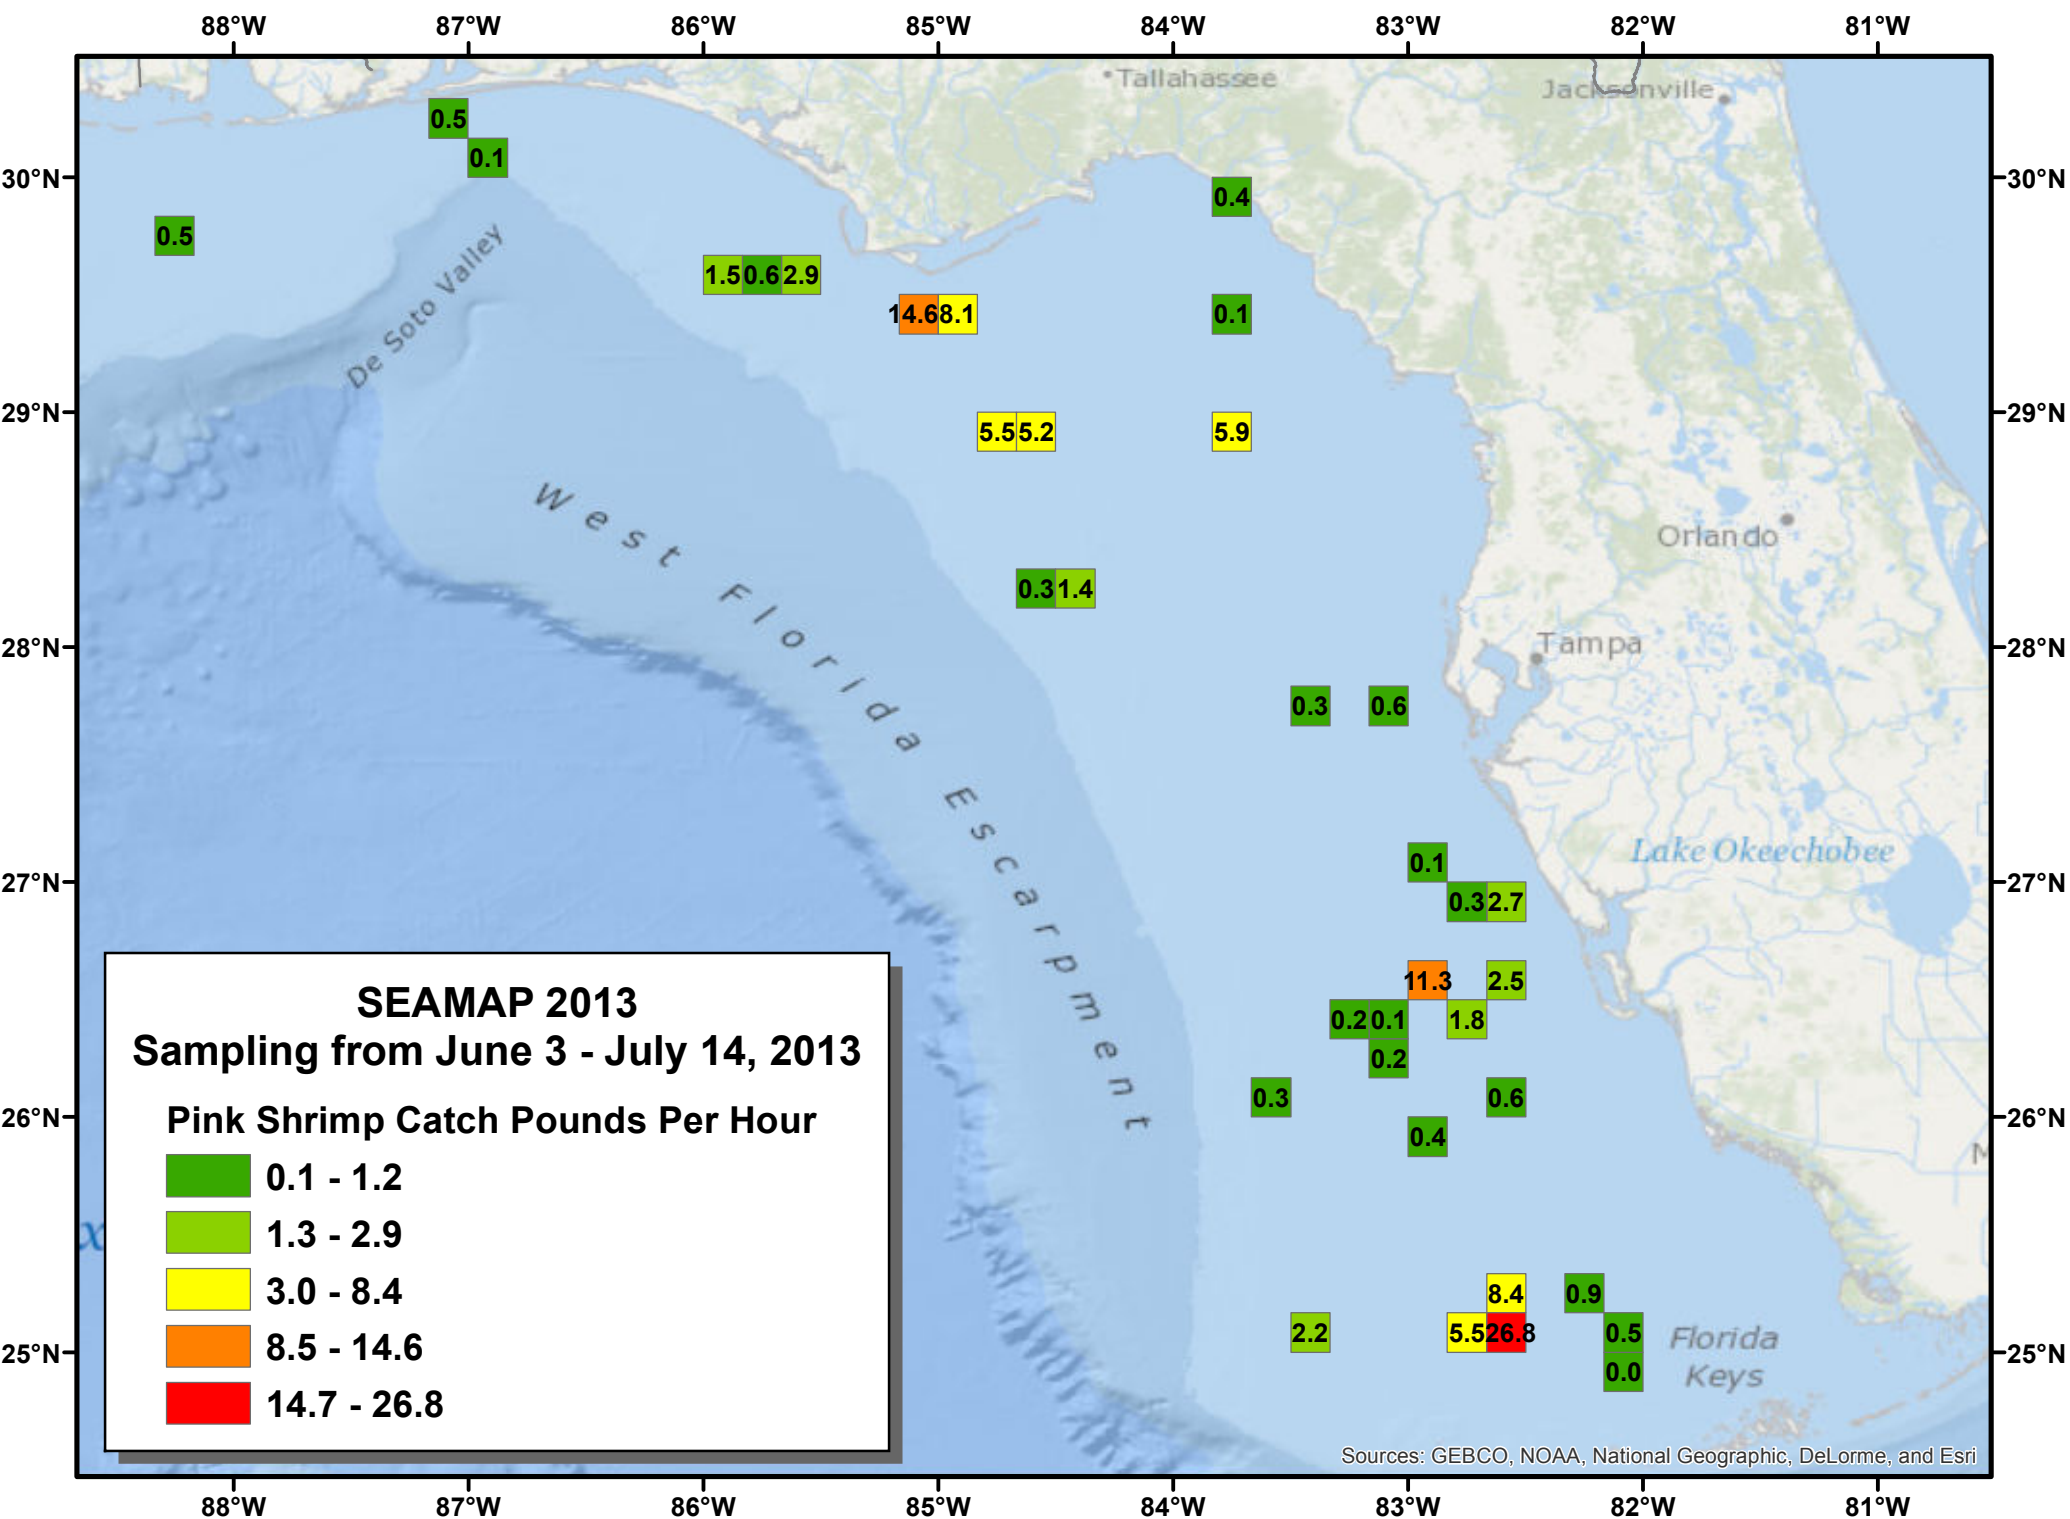 88°W 87°W 86°W 85°W 84°W 83°W 82°W 81°W
Tallahassee
Jacksonville
0.5
0.1
30°N 30°N
0.4
0.5
De Soto Valley
1.5 0.6 2.9
14.6 8.1 0.1
29°N 29°N
5.5 5.2 5.9
West Florida Escarpment
Orlando
0.3 1.4
28°N 28°N
Tampa
0.3 0.6
Lake Okeechobee
0.1
27°N 27°N
0.3 2.7
11.3 2.5
0.2 0.1 1.8
0.2
0.3 0.6
26°N 26°N
0.4
M
x
8.4 0.9
2.2 5.5 26.8 0.5
25°N 25°N
0.0
Florida
Keys
SEAMAP 2013
Sampling from June 3 - July 14, 2013
Pink Shrimp Catch Pounds Per Hour
0.1 - 1.2
1.3 - 2.9
3.0 - 8.4
8.5 - 14.6
14.7 - 26.8
Sources: GEBCO, NOAA, National Geographic, DeLorme, and Esri
88°W 87°W 86°W 85°W 84°W 83°W 82°W 81°W